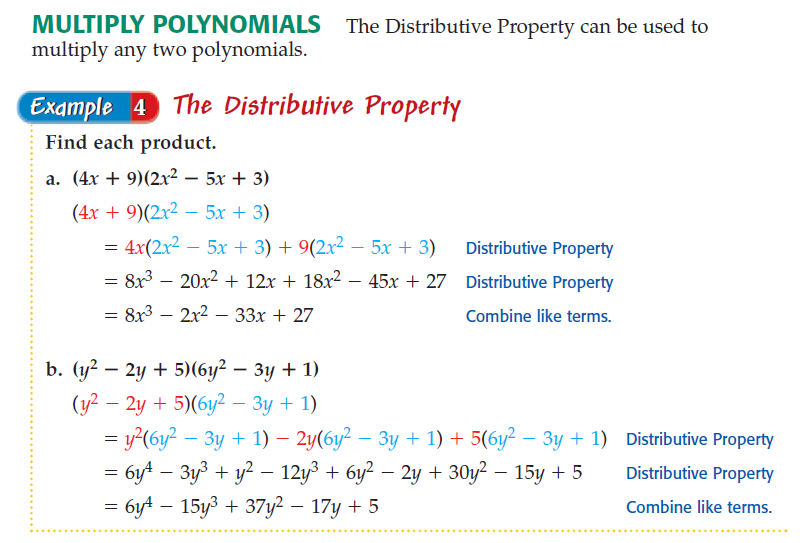 MULTIPLY POLYNOMIALS The Distributive Property can be used to
multiply any two polynomials.
Example 4 The Distributive Property
Find each product.
a. (4x + 9)(2x² − 5x + 3)
(4x + 9)(2x² − 5x + 3)
= 4x(2x² − 5x + 3) + 9(2x² − 5x + 3) Distributive Property
= 8x³ − 20x² + 12x + 18x² − 45x + 27 Distributive Property
= 8x³ − 2x² − 33x + 27 Combine like terms.
b. (y² − 2y + 5)(6y² − 3y + 1)
(y² − 2y + 5)(6y² − 3y + 1)
= y²(6y² − 3y + 1) − 2y(6y² − 3y + 1) + 5(6y² − 3y + 1) Distributive Property
= 6y⁴ − 3y³ + y² − 12y³ + 6y² − 2y + 30y² − 15y + 5 Distributive Property
= 6y⁴ − 15y³ + 37y² − 17y + 5 Combine like terms.